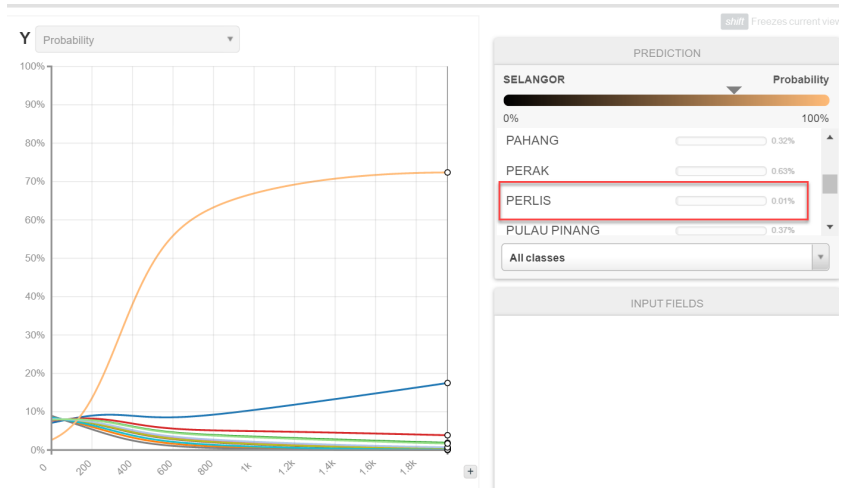 shift Freezes current view
Y Probability
100%
90%
80%
70%
60%
50%
40%
30%
20%
10%
0%
0 200 400 600 800 1k 1.2k 1.4k 1.6k 1.8k
+
PREDICTION
SELANGOR Probability
0% 100%
PAHANG 0.32%
PERAK 0.63%
PERLIS 0.01%
PULAU PINANG 0.37%
All classes
INPUT FIELDS